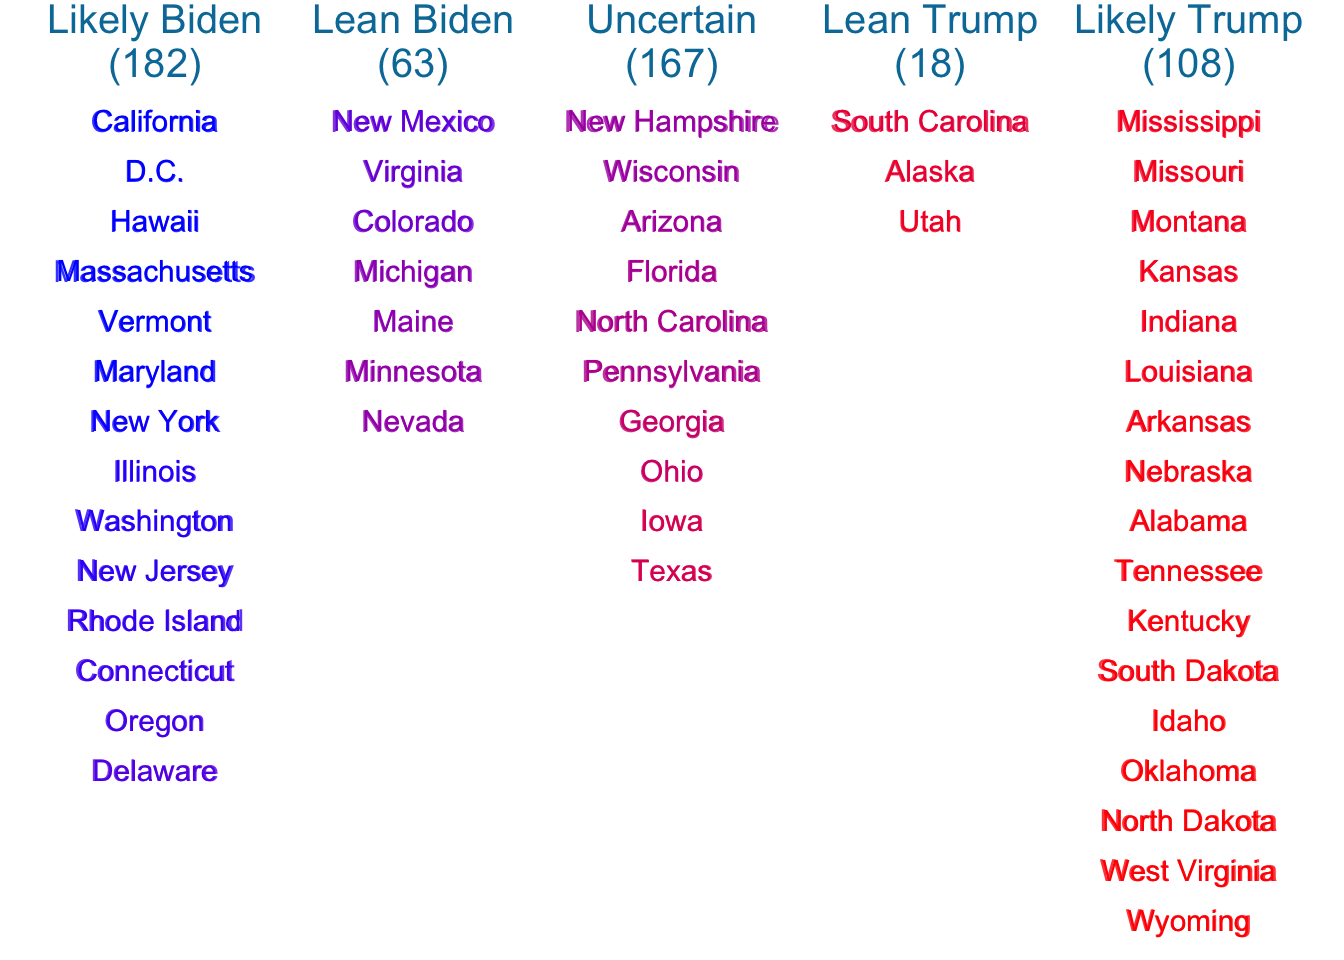 Likely Biden
(182)
California
D.C.
Hawaii
Massachusetts
Vermont
Maryland
New York
Illinois
Washington
New Jersey
Rhode Island
Connecticut
Oregon
Delaware
Lean Biden
(63)
New Mexico
Virginia
Colorado
Michigan
Maine
Minnesota
Nevada
Uncertain
(167)
New Hampshire
Wisconsin
Arizona
Florida
North Carolina
Pennsylvania
Georgia
Ohio
Iowa
Texas
Lean Trump
(18)
South Carolina
Alaska
Utah
Likely Trump
(108)
Mississippi
Missouri
Montana
Kansas
Indiana
Louisiana
Arkansas
Nebraska
Alabama
Tennessee
Kentucky
South Dakota
Idaho
Oklahoma
North Dakota
West Virginia
Wyoming